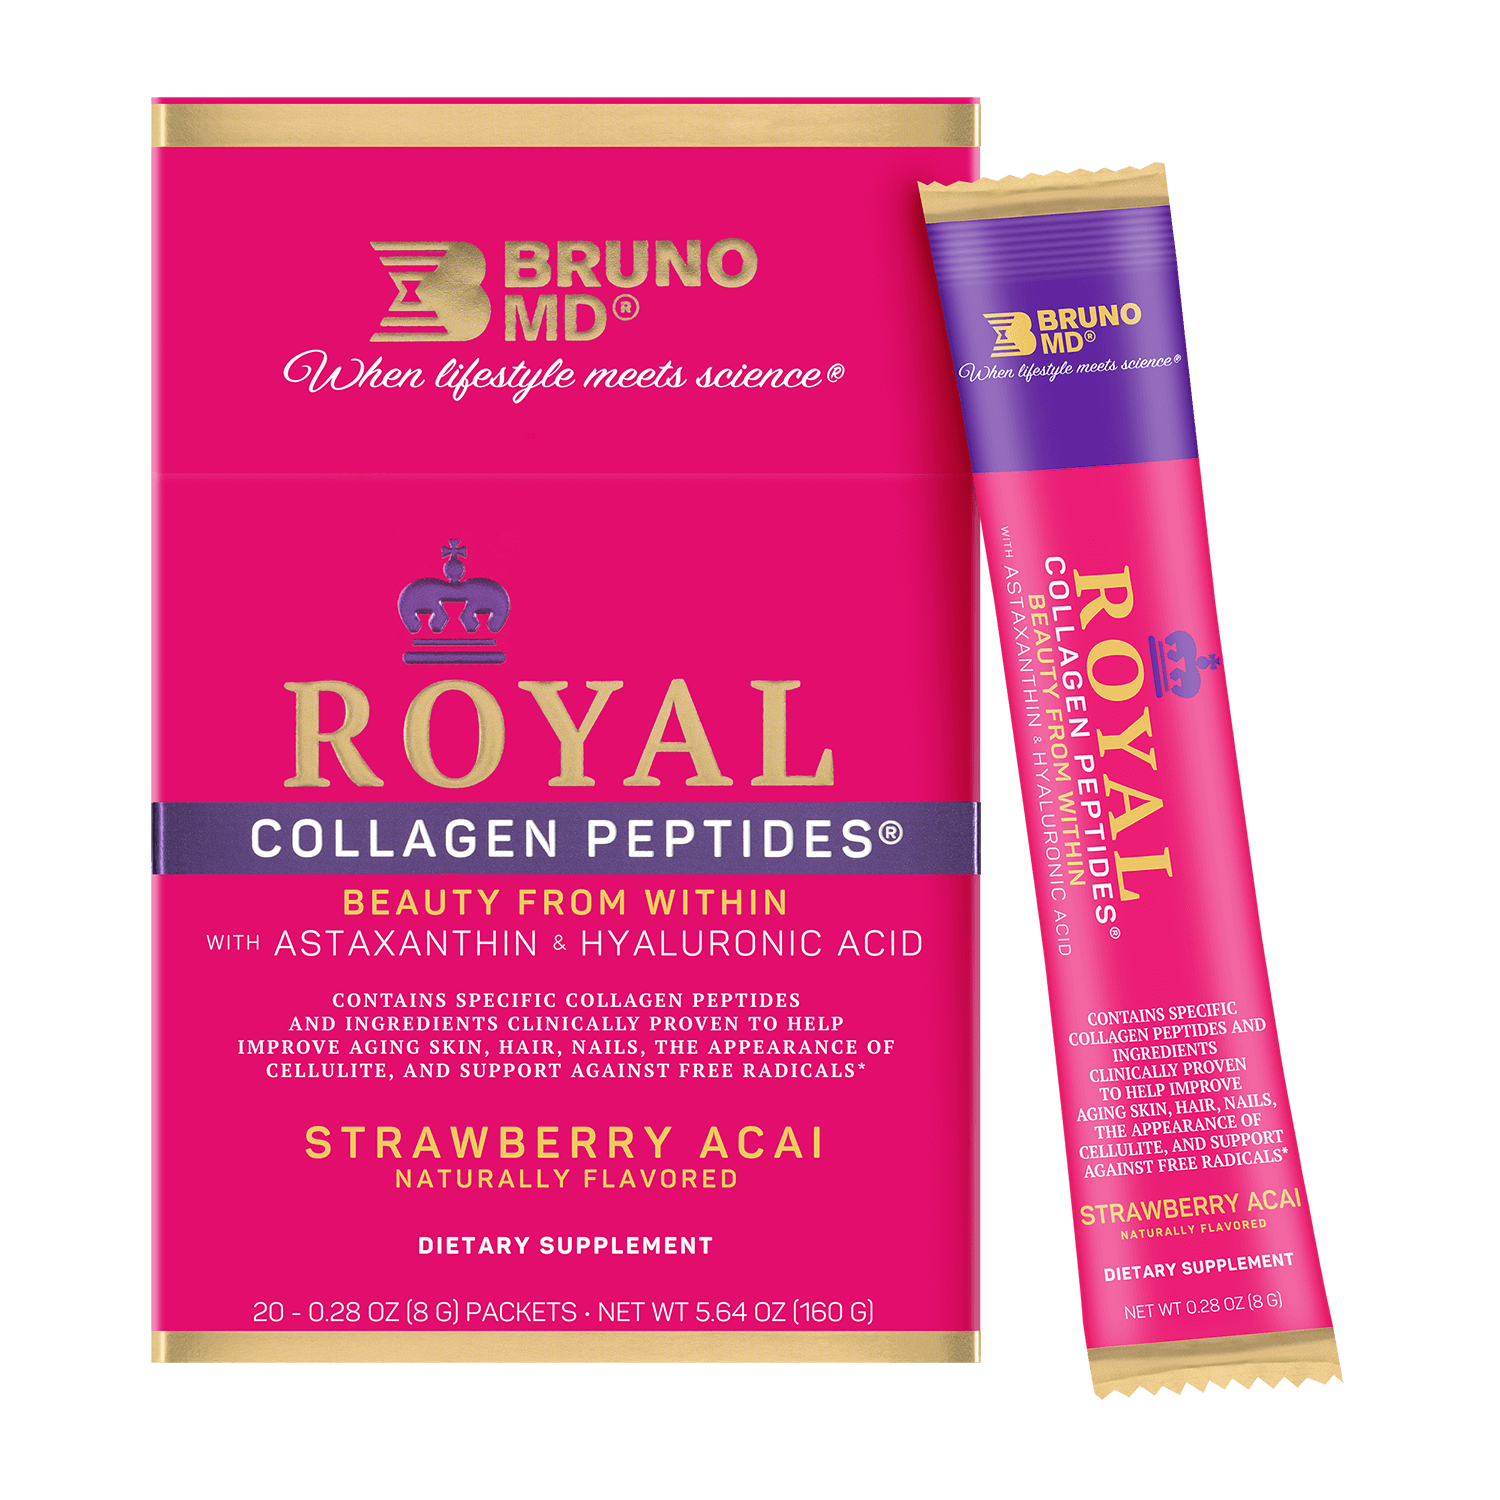 BRUNO
MD®
When lifestyle meets science®
ROYAL
COLLAGEN PEPTIDES®
BEAUTY FROM WITHIN
WITH ASTAXANTHIN & HYALURONIC ACID
CONTAINS SPECIFIC COLLAGEN PEPTIDES
AND INGREDIENTS CLINICALLY PROVEN TO HELP
IMPROVE AGING SKIN, HAIR, NAILS, THE APPEARANCE OF
CELLULITE, AND SUPPORT AGAINST FREE RADICALS*
STRAWBERRY ACAI
NATURALLY FLAVORED
DIETARY SUPPLEMENT
20 - 0.28 OZ (8 G) PACKETS • NET WT 5.64 OZ (160 G)
BRUNO
MD®
When lifestyle meets science®
ROYAL
COLLAGEN PEPTIDES®
BEAUTY FROM WITHIN
WITH ASTAXANTHIN & HYALURONIC ACID
CONTAINS SPECIFIC
COLLAGEN PEPTIDES AND
INGREDIENTS
CLINICALLY PROVEN
TO HELP IMPROVE
AGING SKIN, HAIR, NAILS,
THE APPEARANCE OF
CELLULITE, AND SUPPORT
AGAINST FREE RADICALS*
STRAWBERRY ACAI
NATURALLY FLAVORED
DIETARY SUPPLEMENT
NET WT 0.28 OZ (8 G)